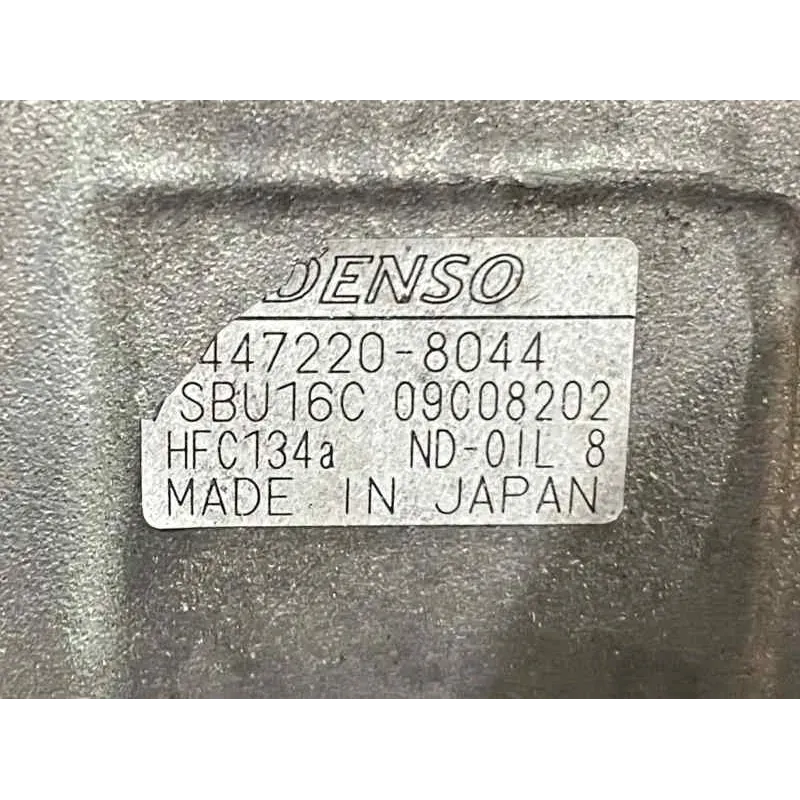 DENSO
447220-8044
SBU16C 09C08202
HFC134a ND-OIL 8
MADE IN JAPAN